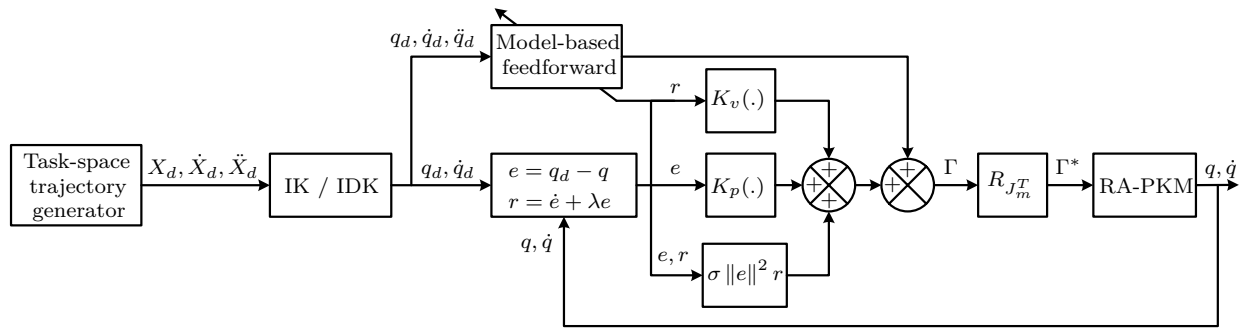 q_d, q̇_d, q̈_d
Model-based
feedforward
r
K_v(.)
Task-space
trajectory
generator
X_d, Ẋ_d, Ẍ_d
IK / IDK
q_d, q̇_d
e = q_d − q
r = ė + λe
e
K_p(.)
+
+
+
+
+
Γ
R_{J_m^T}
Γ*
RA-PKM
q, q̇
q, q̇
e, r
σ ‖e‖² r